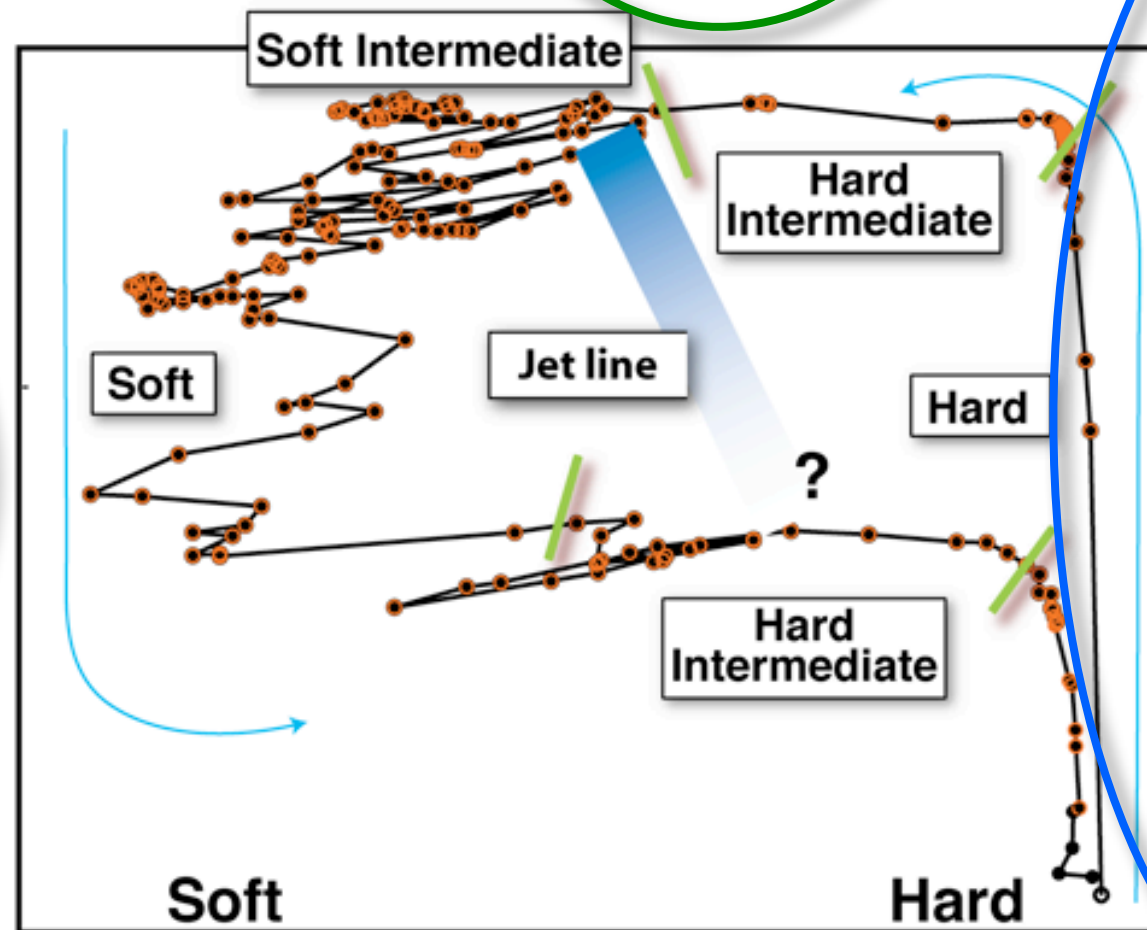 Soft Intermediate
Hard
Intermediate
Jet line
Soft
Hard
?
Hard
Intermediate
Soft
Hard